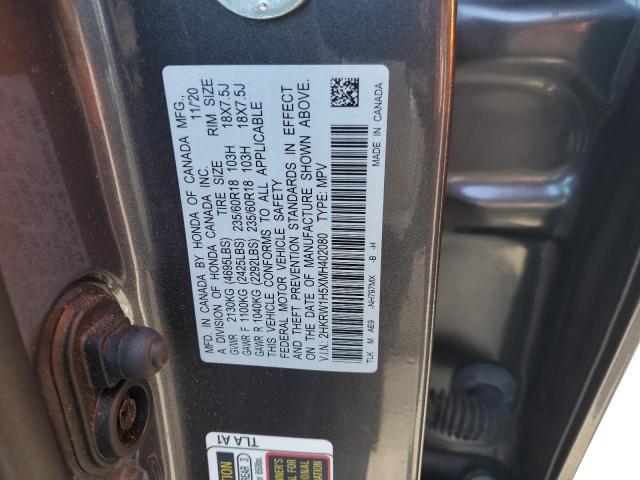 MFD. IN CANADA BY HONDA OF CANADA MFG., 11/20
A DIVISION OF HONDA CANADA INC.
TIRE SIZE RIM SIZE
GVWR 2130KG (4695LBS)
GAWR F 1100KG (2425LBS) 235/60R18 103H 18X7.5J
GAWR R 1040KG (2292LBS) 235/60R18 103H 18X7.5J
THIS VEHICLE CONFORMS TO ALL APPLICABLE
FEDERAL MOTOR VEHICLE SAFETY
AND THEFT PREVENTION STANDARDS IN EFFECT
ON THE DATE OF MANUFACTURE SHOWN ABOVE.
V.I.N.: 2HKRW1H5XMH402080 TYPE: MPV
TLK M AE9 -NH797MX -B -H MADE IN CANADA
TLA A1
REAR 3